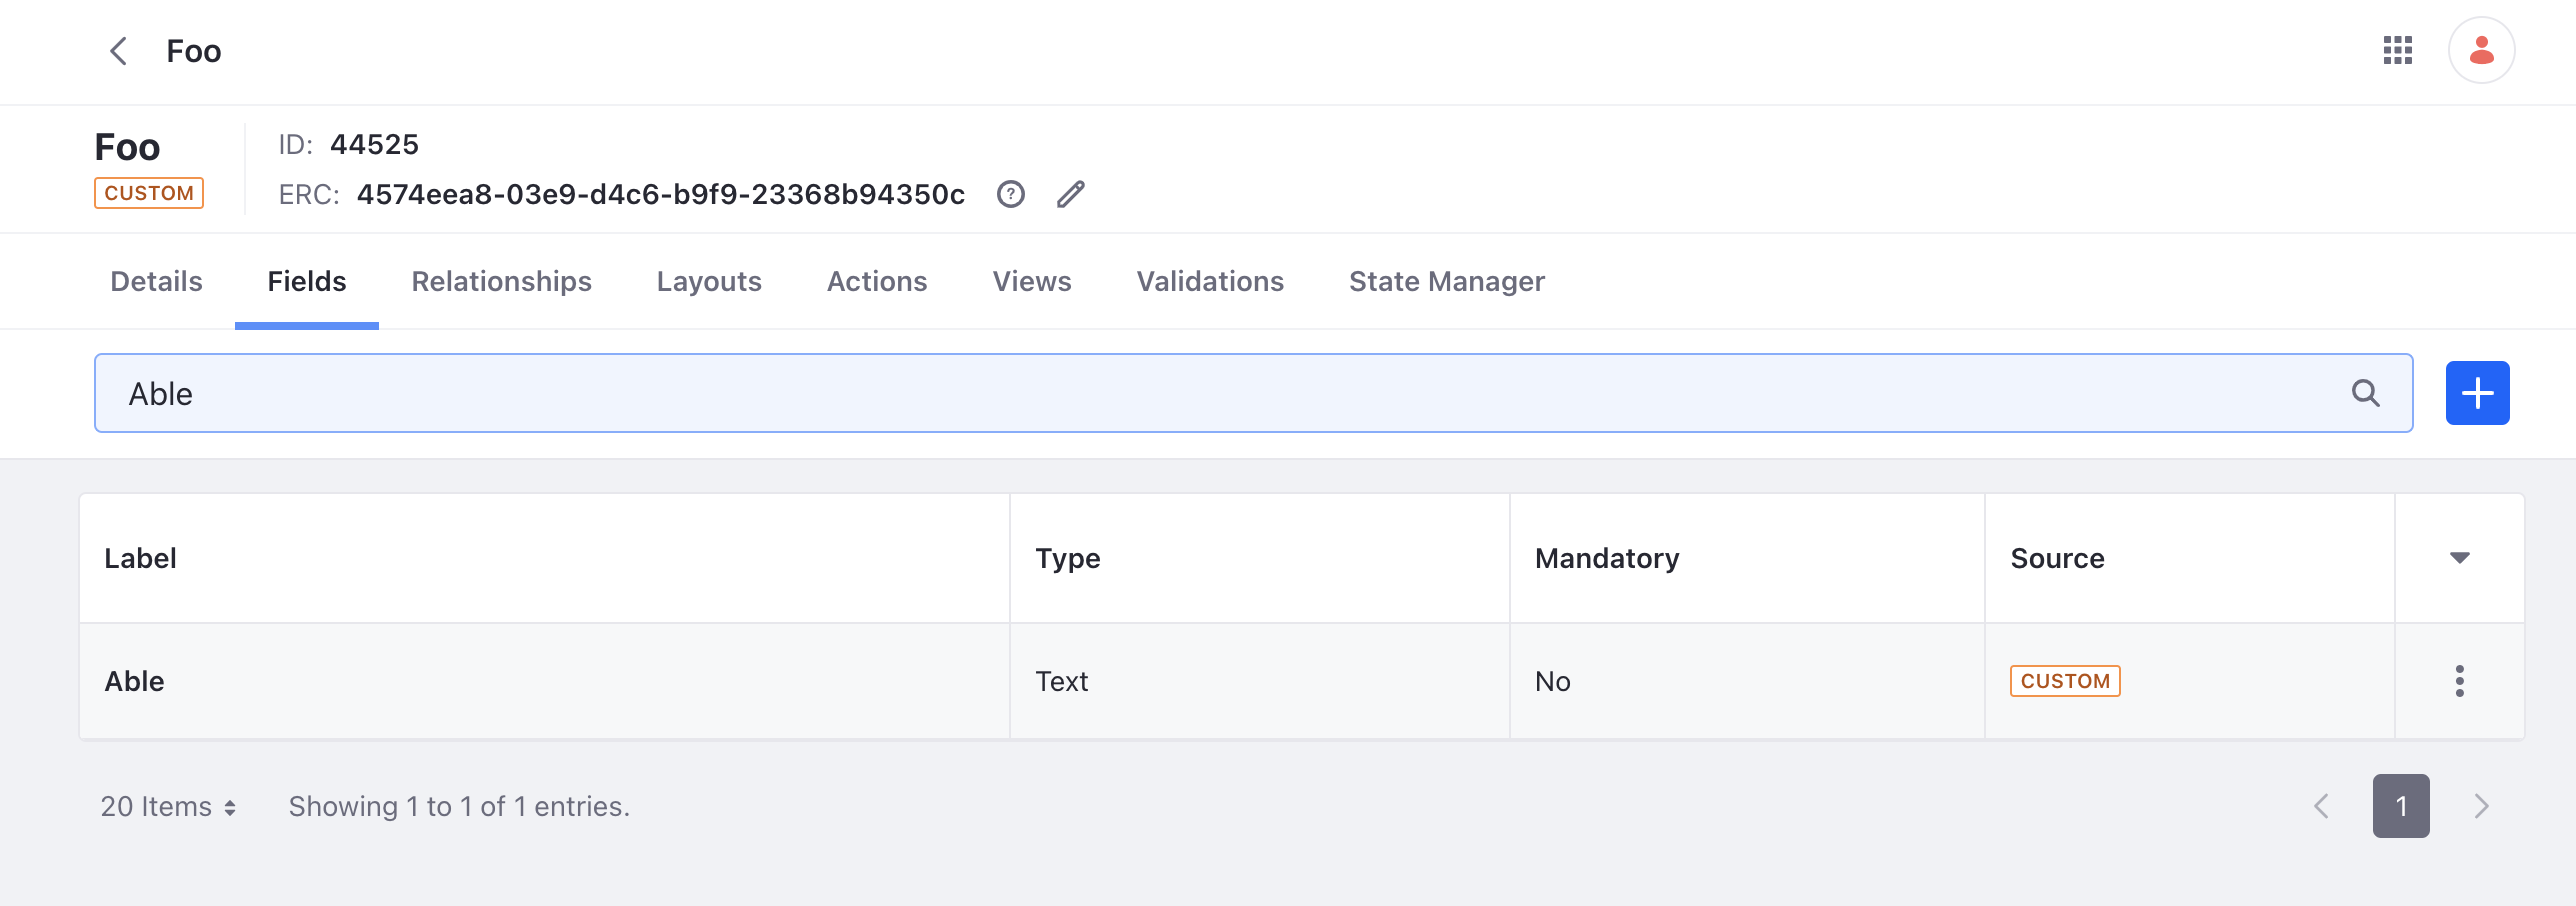 Foo
Foo
CUSTOM
ID: 44525
ERC: 4574eea8-03e9-d4c6-b9f9-23368b94350c
Details Fields Relationships Layouts Actions Views Validations State Manager
Able
Label Type Mandatory Source
Able Text No CUSTOM
20 Items Showing 1 to 1 of 1 entries. 1